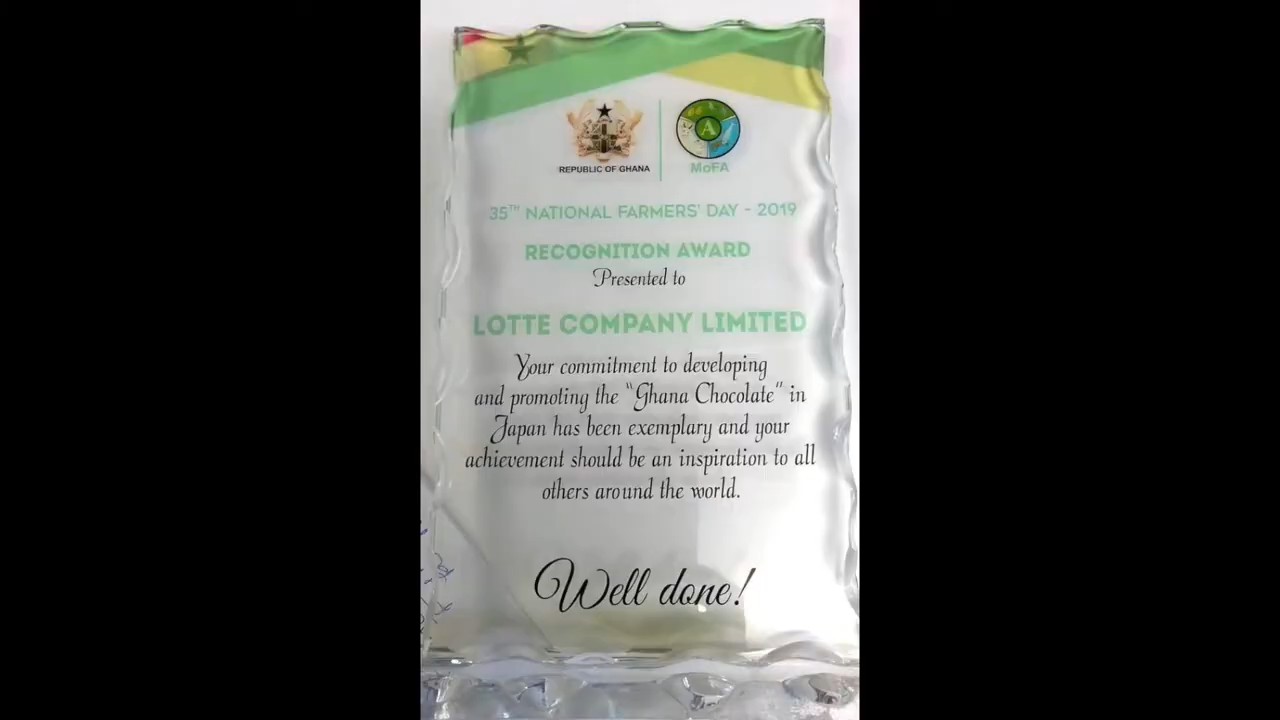 REPUBLIC OF GHANA
A
MoFA
35TH NATIONAL FARMERS' DAY - 2019
RECOGNITION AWARD
Presented to
LOTTE COMPANY LIMITED
Your commitment to developing
and promoting the "Ghana Chocolate" in
Japan has been exemplary and your
achievement should be an inspiration to all
others around the world.
Well done!